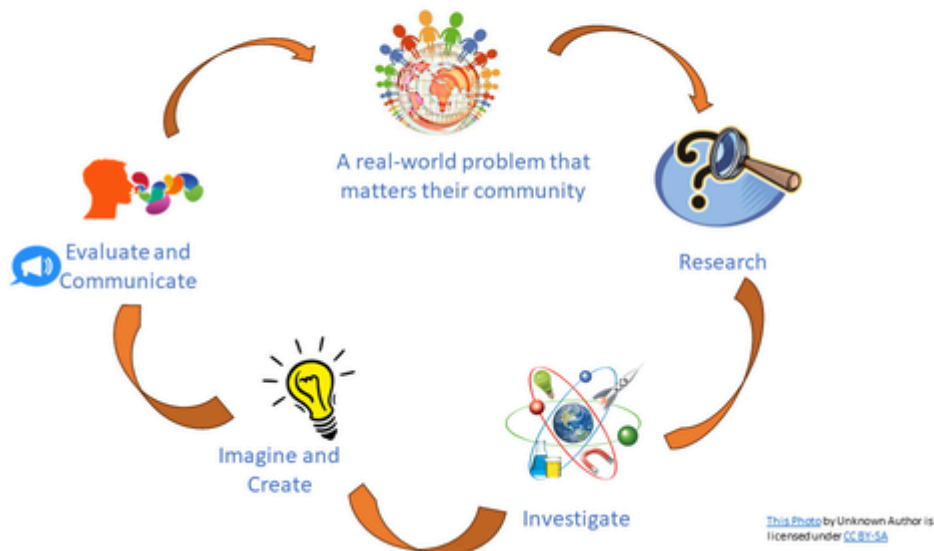 A real-world problem that
matters their community
Research
Investigate
Imagine and
Create
Evaluate and
Communicate
This Photo by Unknown Author is
licensed under CC BY-SA